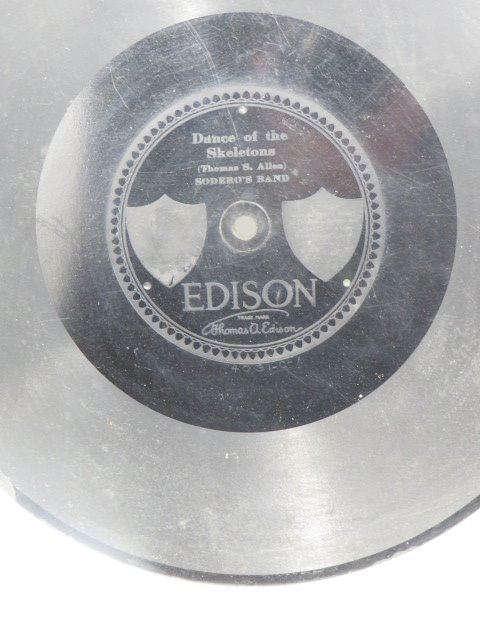 Dance of the
Skeletons
(Thomas S. Allen)
SODERO'S BAND
EDISON
TRADE MARK
Thomas A. Edison